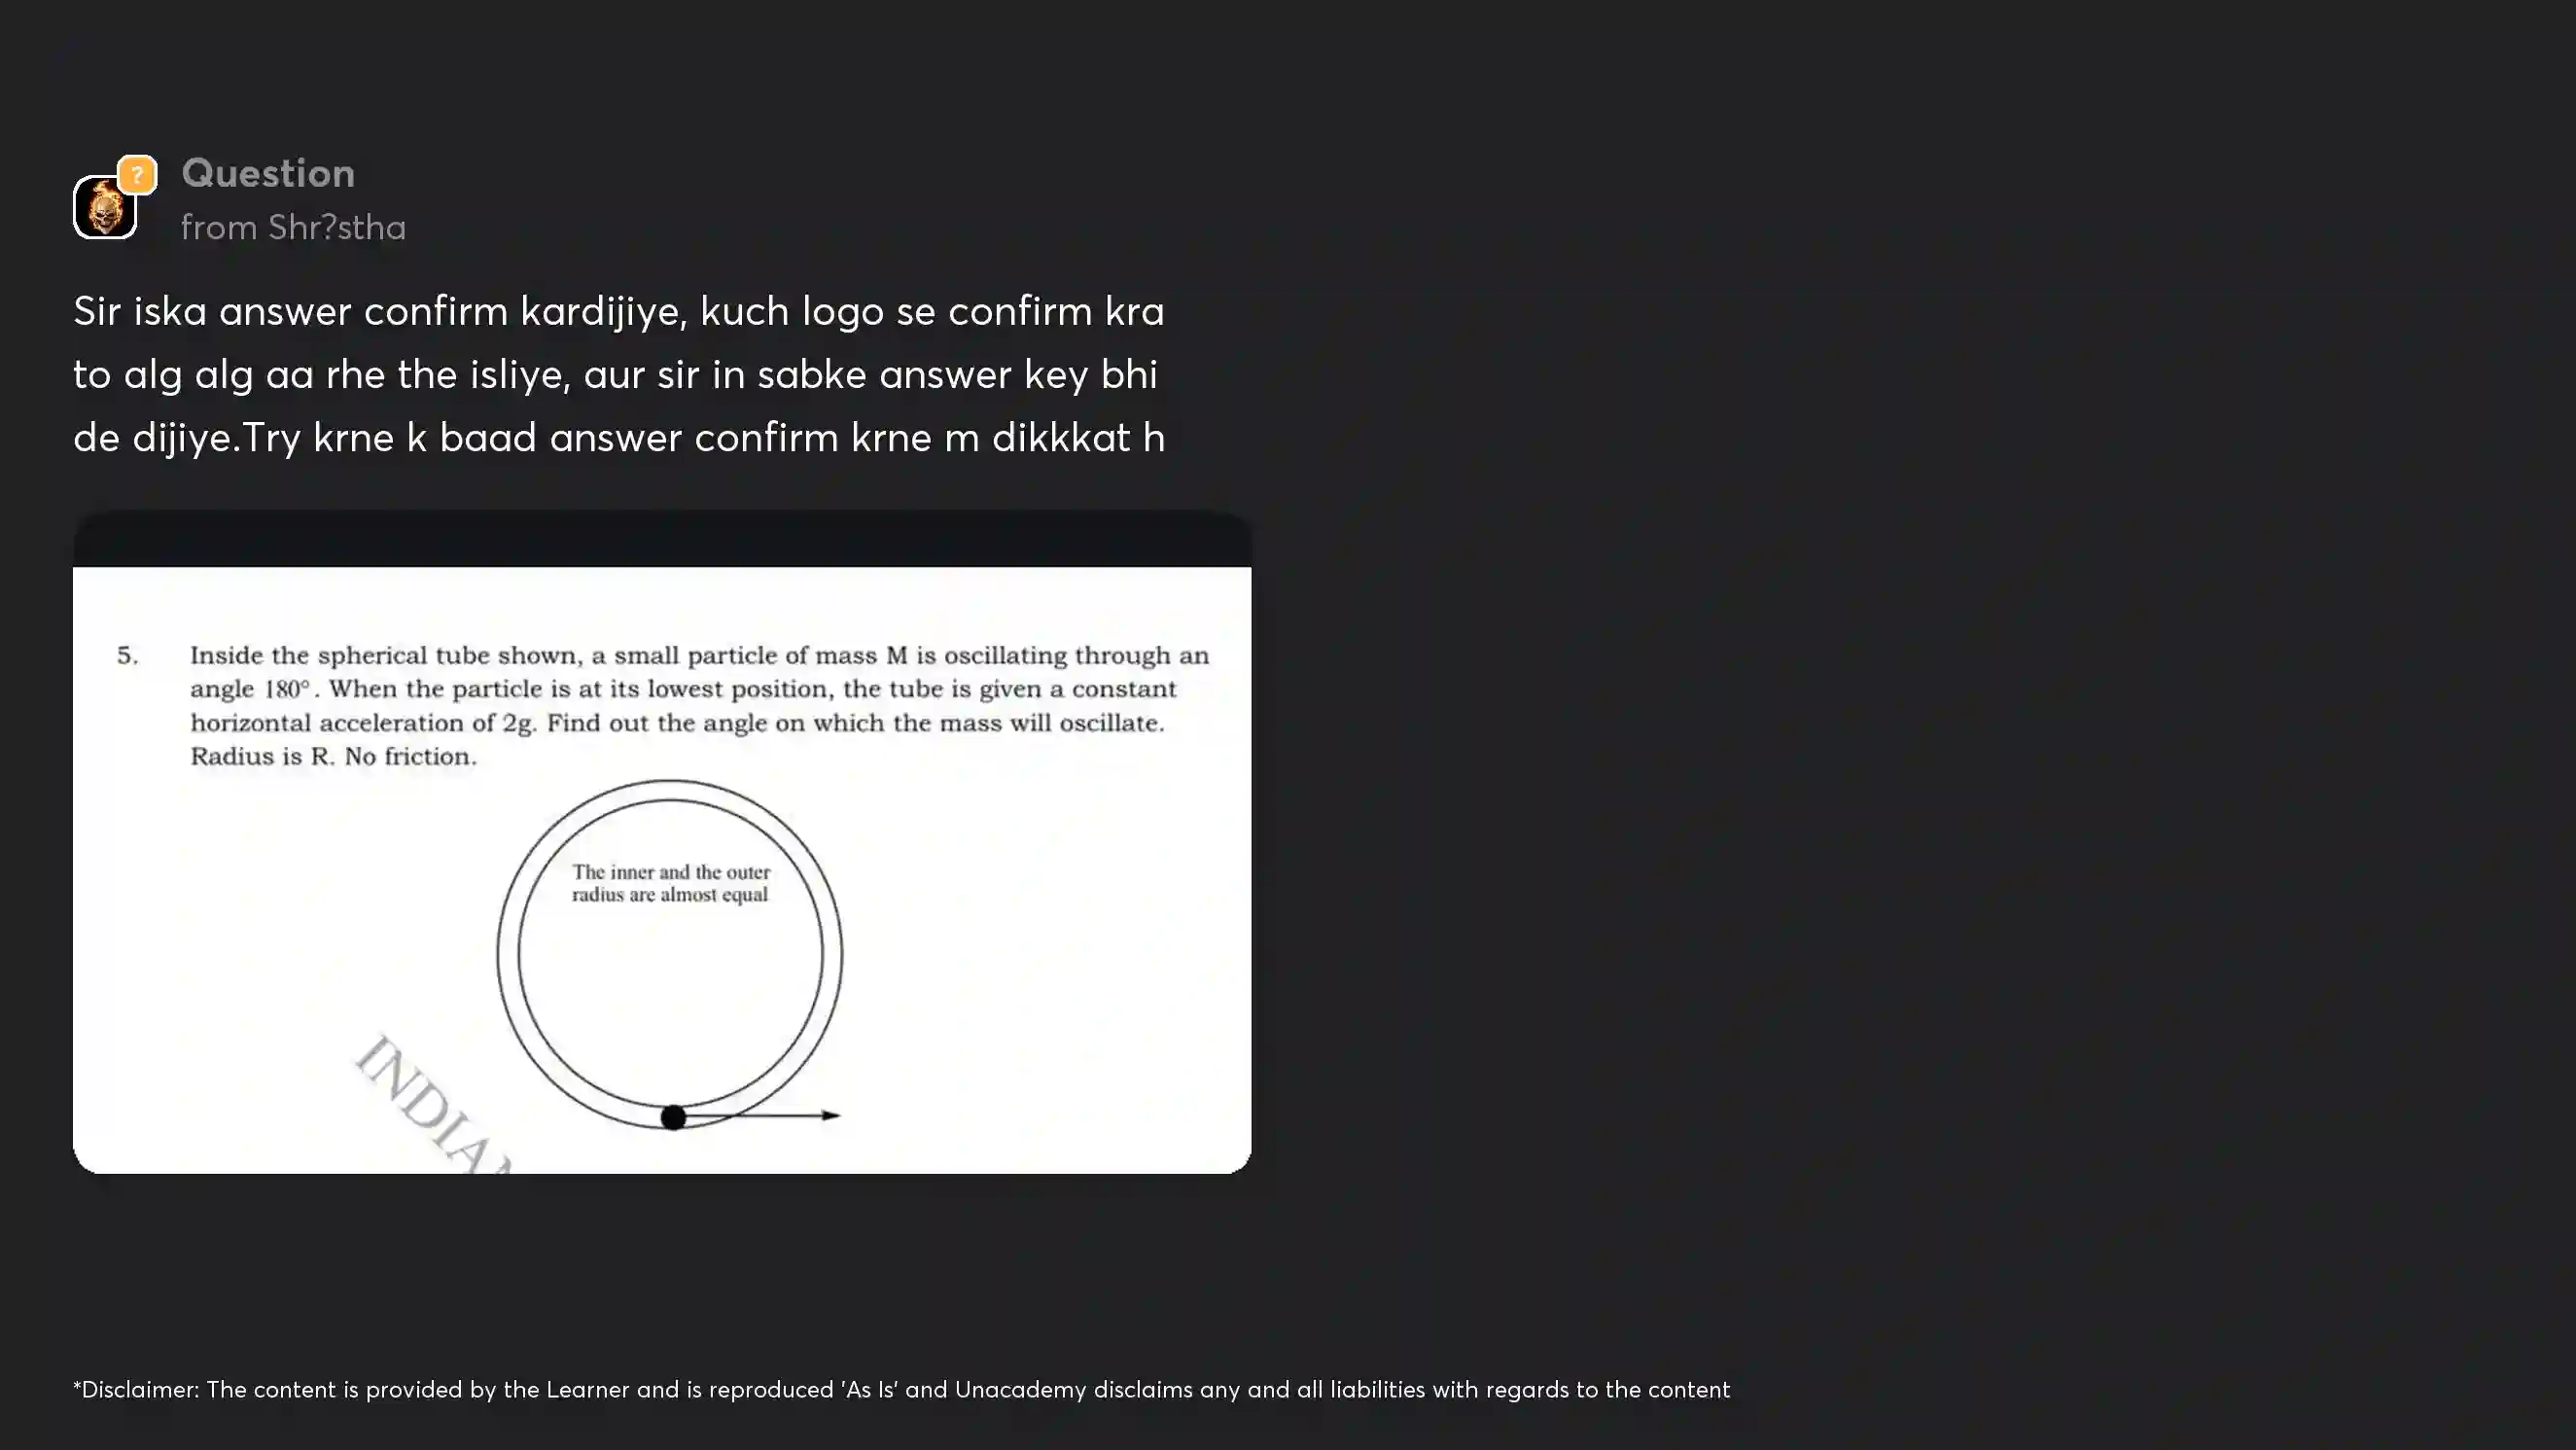 ?
Question
from Shr?stha
Sir iska answer confirm kardijiye, kuch logo se confirm kra
to alg alg aa rhe the isliye, aur sir in sabke answer key bhi
de dijiye.Try krne k baad answer confirm krne m dikkkat h
5. Inside the spherical tube shown, a small particle of mass M is oscillating through an
angle 180°. When the particle is at its lowest position, the tube is given a constant
horizontal acceleration of 2g. Find out the angle on which the mass will oscillate.
Radius is R. No friction.
The inner and the outer
radius are almost equal
INDIAN
*Disclaimer: The content is provided by the Learner and is reproduced 'As Is' and Unacademy disclaims any and all liabilities with regards to the content